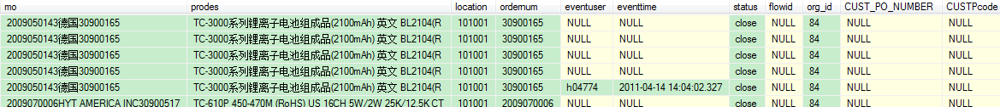 mo prodes location ordernum eventuser eventtime status flowid org_id CUST_PO_NUMBER CUSTPcode
2009050143德国30900165 TC-3000系列锂离子电池组成品(2100mAh) 英文 BL2104(R 101001 30900165 NULL NULL close NULL 84 NULL NULL
2009050143德国30900165 TC-3000系列锂离子电池组成品(2100mAh) 英文 BL2104(R 101001 30900165 NULL NULL close NULL 84 NULL NULL
2009050143德国30900165 TC-3000系列锂离子电池组成品(2100mAh) 英文 BL2104(R 101001 30900165 NULL NULL close NULL 84 NULL NULL
2009050143德国30900165 TC-3000系列锂离子电池组成品(2100mAh) 英文 BL2104(R 101001 30900165 NULL NULL close NULL 84 NULL NULL
2009050143德国30900165 TC-3000系列锂离子电池组成品(2100mAh) 英文 BL2104(R 101001 30900165 h04774 2011-04-14 14:04:02.327 close NULL 84 NULL NULL
2009070006HYT AMERICA INC30900517 TC-610P 450-470M (RoHS) US 16CH 5W/2W 25K/12.5K CT 101001 2009070006 NULL NULL close NULL 84 NULL NULL